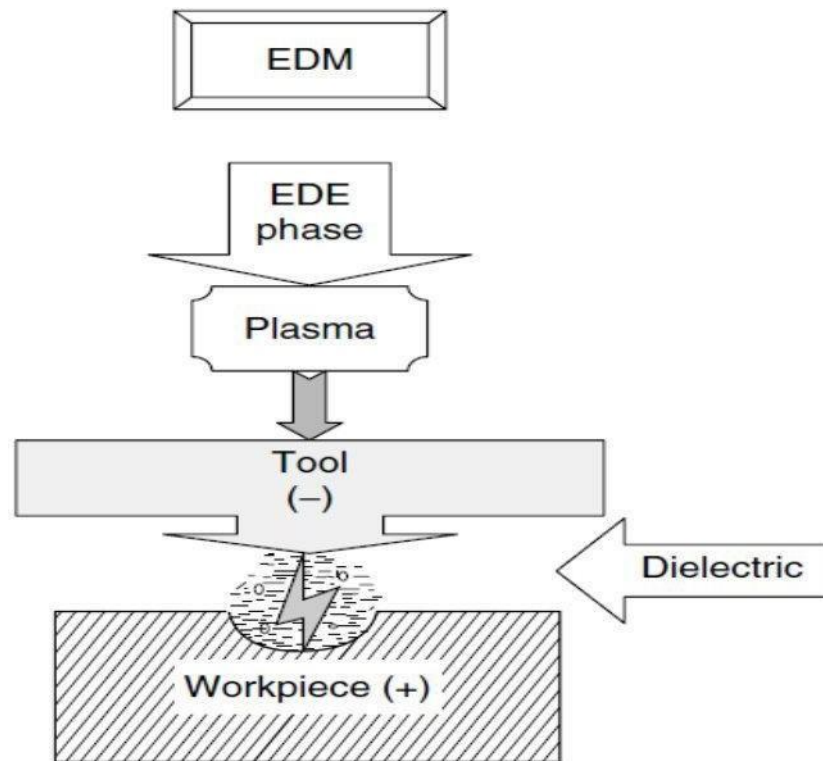 EDM
EDE
phase
Plasma
Tool
(–)
Dielectric
Workpiece (+)